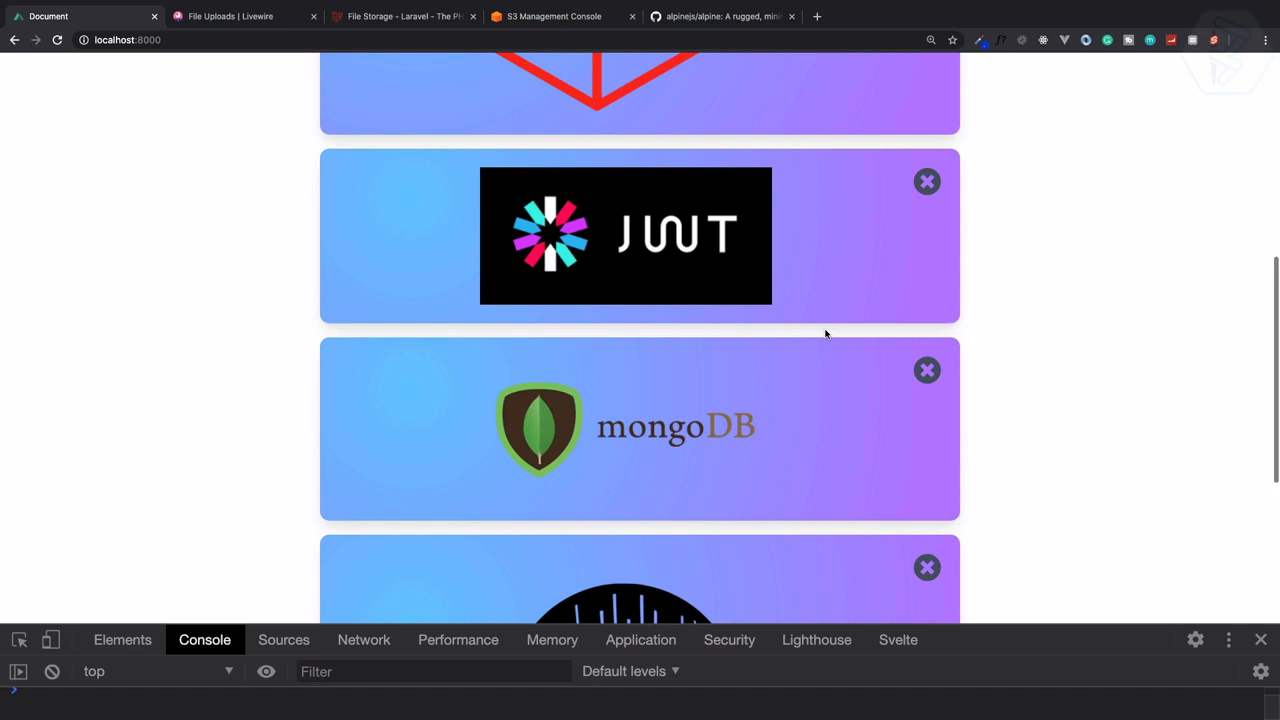 Document
File Uploads | Livewire
File Storage - Laravel - The PH
S3 Management Console
alpinejs/alpine: A rugged, mini
localhost:8000
JWT
mongoDB
Elements
Console
Sources
Network
Performance
Memory
Application
Security
Lighthouse
Svelte
top
Filter
Default levels